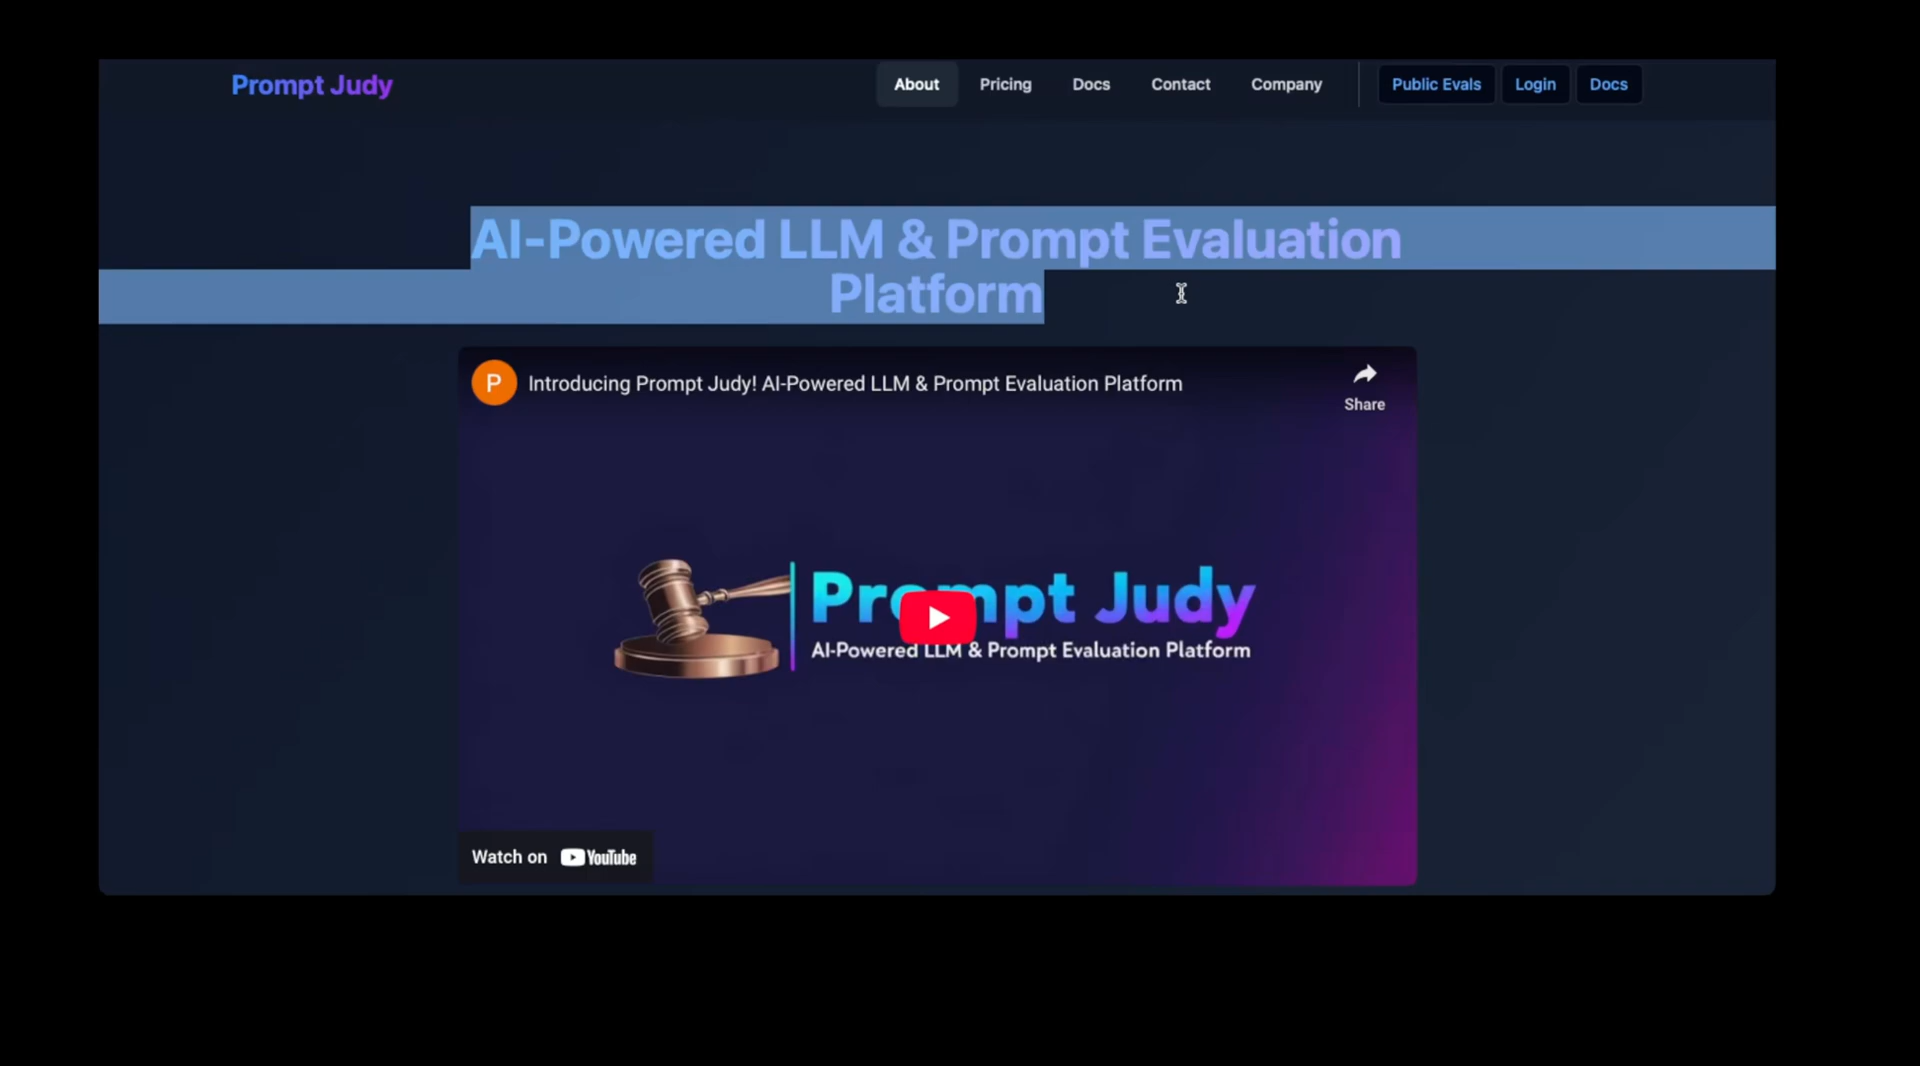 Prompt Judy
About
Pricing
Docs
Contact
Company
Public Evals
Login
Docs
AI-Powered LLM & Prompt Evaluation
Platform
P
Introducing Prompt Judy! AI-Powered LLM & Prompt Evaluation Platform
Share
Prompt Judy
AI-Powered LLM & Prompt Evaluation Platform
Watch on YouTube